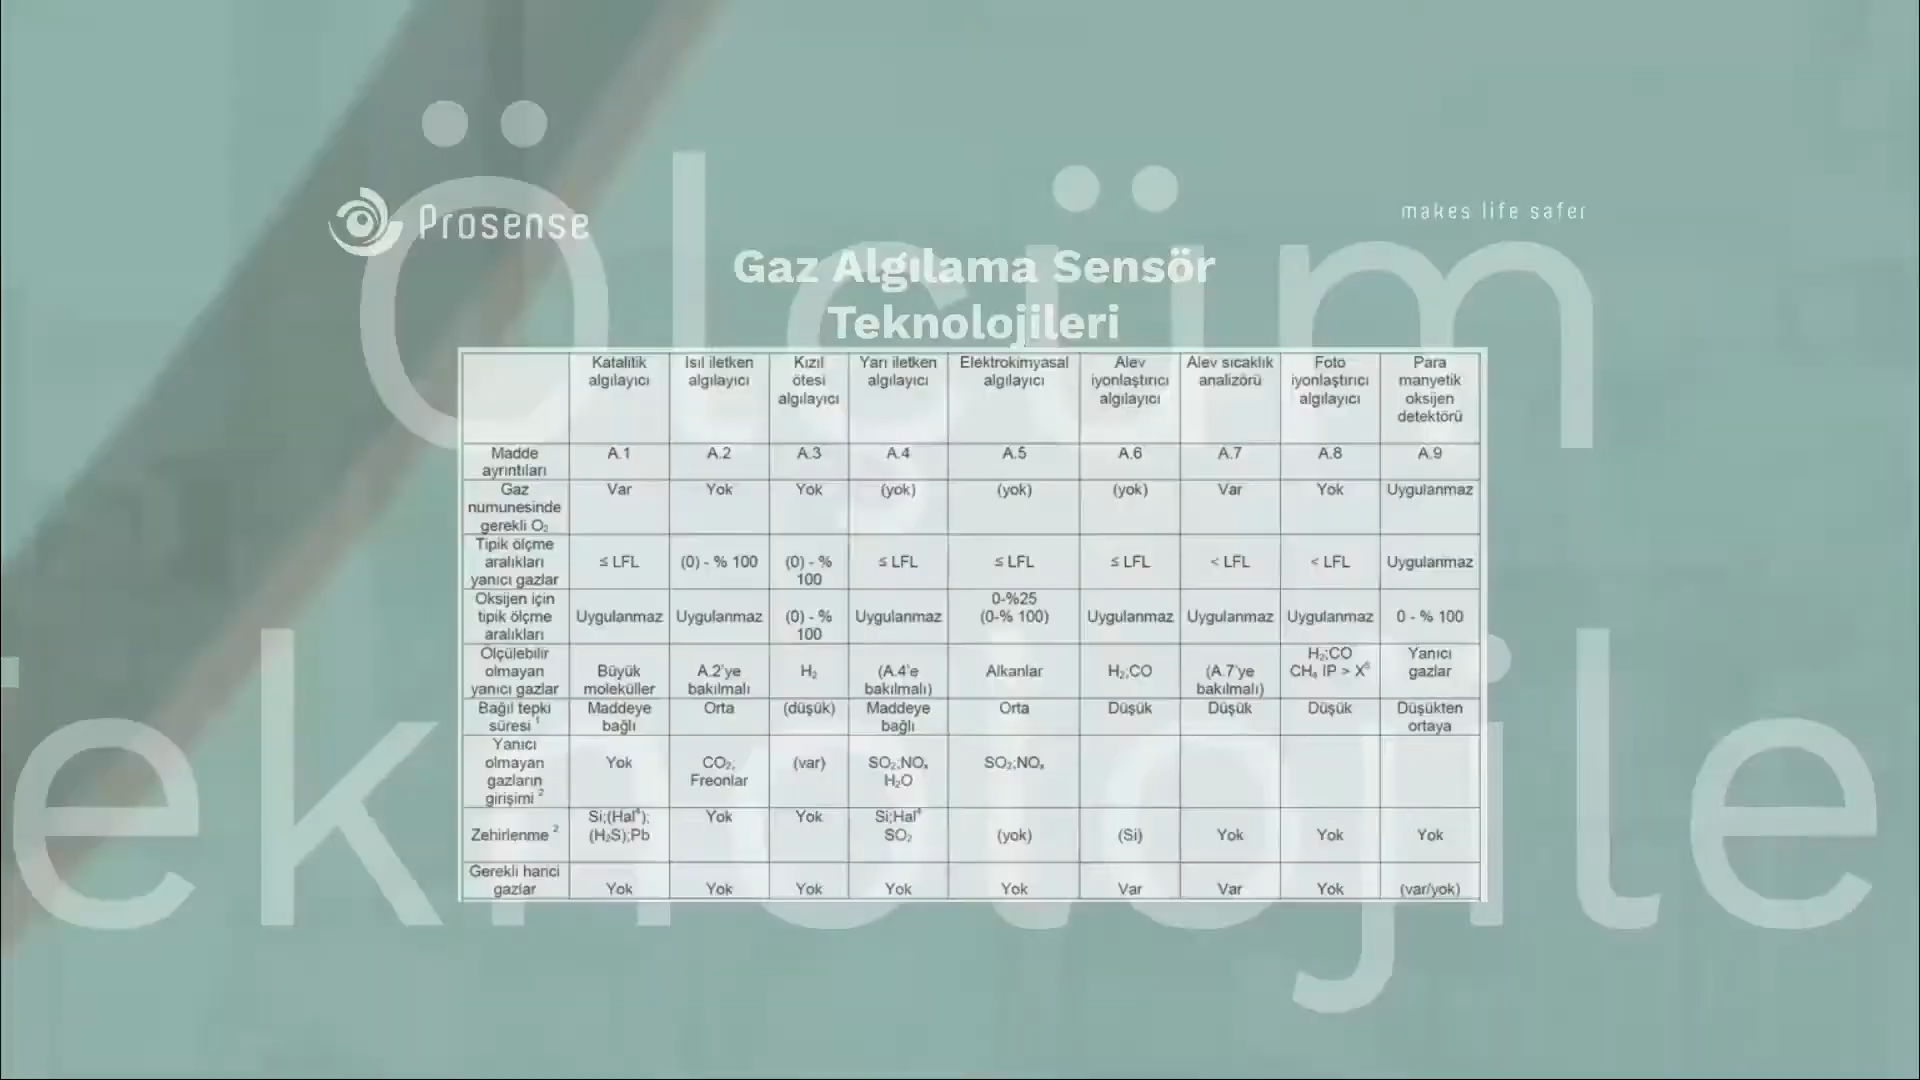 Ölçüm
Teknolojile
Prosense
makes life safer
Gaz Algılama Sensör
Teknolojileri
Katalitik algılayıcı | Isıl iletken algılayıcı | Kızıl ötesi algılayıcı | Yarı iletken algılayıcı | Elektrokimyasal algılayıcı | Alev iyonlaştırıcı algılayıcı | Alev sıcaklık analizörü | Foto iyonlaştırıcı algılayıcı | Para manyetik oksijen detektörü
Madde ayrıntıları | A.1 | A.2 | A.3 | A.4 | A.5 | A.6 | A.7 | A.8 | A.9
Gaz numunesinde gerekli O₂ | Var | Yok | Yok | (yok) | (yok) | (yok) | Var | Yok | Uygulanmaz
Tipik ölçme aralıkları yanıcı gazlar | ≤ LFL | (0) - % 100 | (0) - % 100 | ≤ LFL | ≤ LFL | ≤ LFL | < LFL | < LFL | Uygulanmaz
Oksijen için tipik ölçme aralıkları | Uygulanmaz | Uygulanmaz | (0) - % 100 | Uygulanmaz | 0-%25 (0-% 100) | Uygulanmaz | Uygulanmaz | Uygulanmaz | 0 - % 100
Ölçülebilir olmayan yanıcı gazlar | Büyük moleküller | A.2'ye bakılmalı | H₂ | (A.4'e bakılmalı) | Alkanlar | H₂;CO | (A.7'ye bakılmalı) | H₂;CO CH₄ IP > X⁶ | Yanıcı gazlar
Bağıl tepki süresi ¹ | Maddeye bağlı | Orta | (düşük) | Maddeye bağlı | Orta | Düşük | Düşük | Düşük | Düşükten ortaya
Yanıcı olmayan gazların girişimi ² | Yok | CO₂; Freonlar | (var) | SO₂;NOₓ H₂O | SO₂;NOₓ
Zehirlenme ² | Si;(Hal⁴); (H₂S);Pb | Yok | Yok | Si;Hal⁴ SO₂ | (yok) | (Si) | Yok | Yok | Yok
Gerekli harici gazlar | Yok | Yok | Yok | Yok | Yok | Var | Var | Yok | (var/yok)